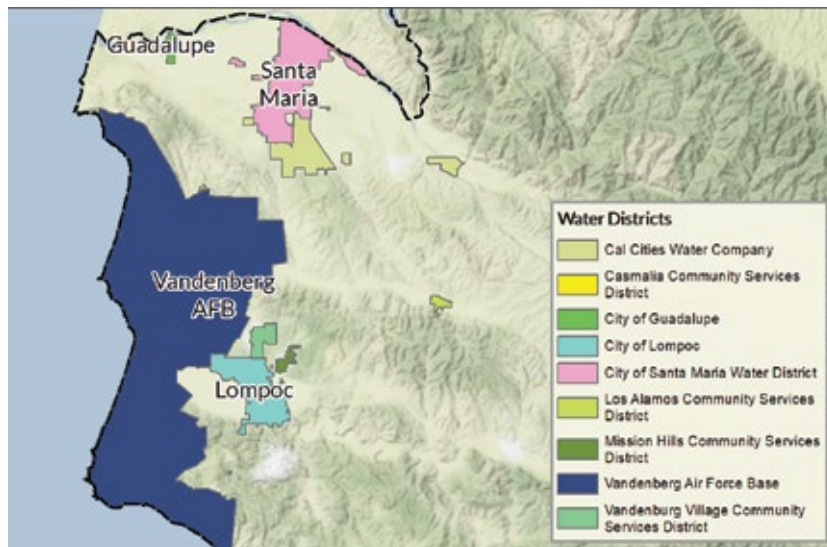 Guadalupe
Santa
Maria
Vandenberg
AFB
Lompoc
Water Districts
Cal Cities Water Company
Casmalia Community Services
District
City of Guadalupe
City of Lompoc
City of Santa Maria Water District
Los Alamos Community Services
District
Mission Hills Community Services
District
Vandenberg Air Force Base
Vandenburg Village Community
Services District